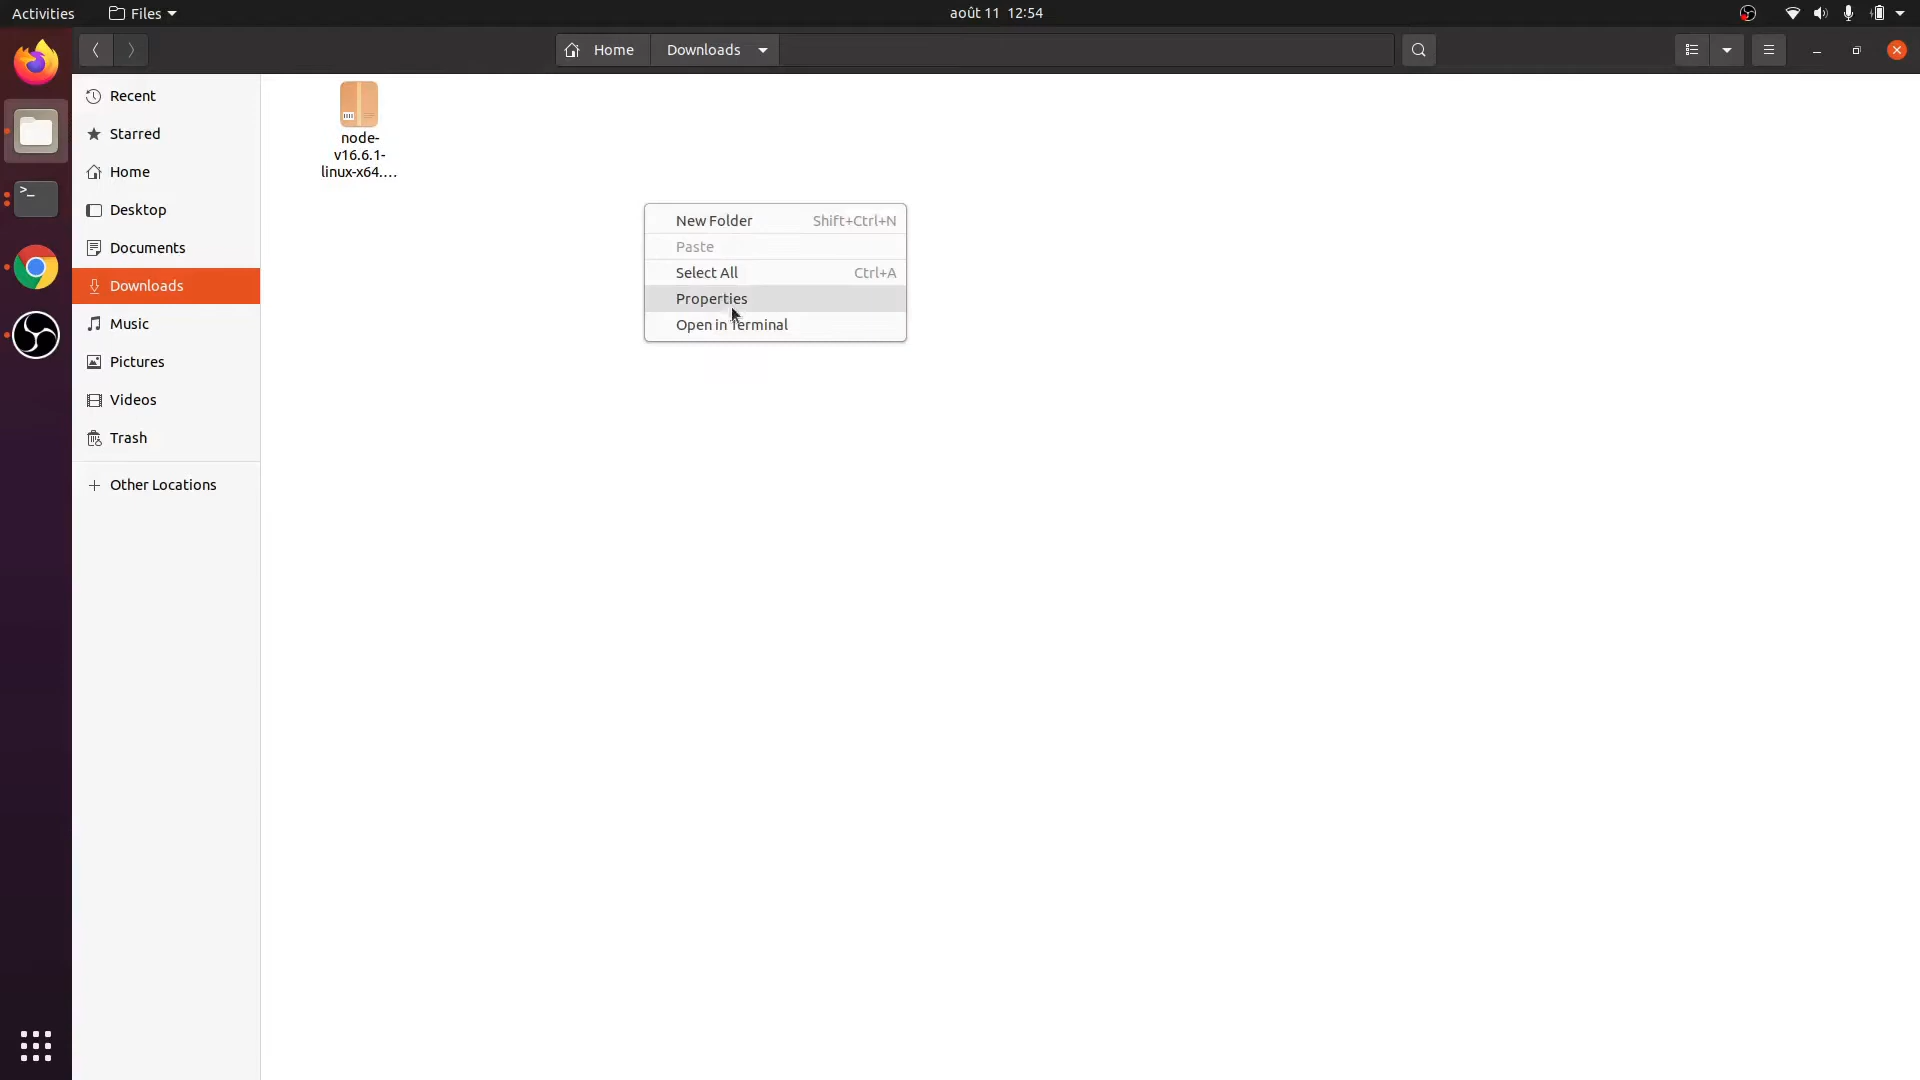 Activities Files août 11 12:54
Home Downloads
Recent
Starred
Home
Desktop
Documents
Downloads
Music
Pictures
Videos
Trash
Other Locations
node-
v16.6.1-
linux-x64.…
New Folder Shift+Ctrl+N
Paste
Select All Ctrl+A
Properties
Open in Terminal